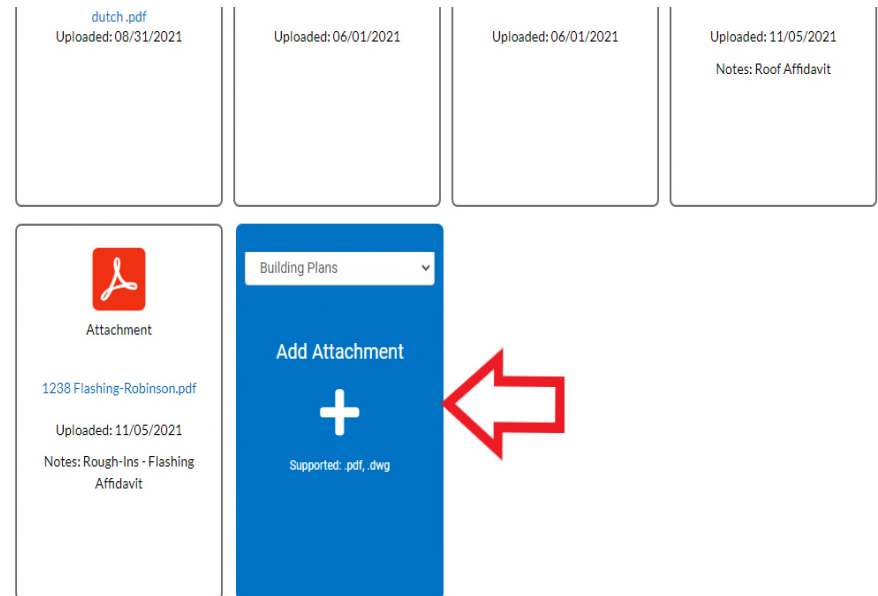 dutch .pdf
Uploaded: 08/31/2021
Uploaded: 06/01/2021
Uploaded: 06/01/2021
Uploaded: 11/05/2021
Notes: Roof Affidavit
Attachment
1238 Flashing-Robinson.pdf
Uploaded: 11/05/2021
Notes: Rough-Ins - Flashing
Affidavit
Building Plans
Add Attachment
Supported: .pdf, .dwg